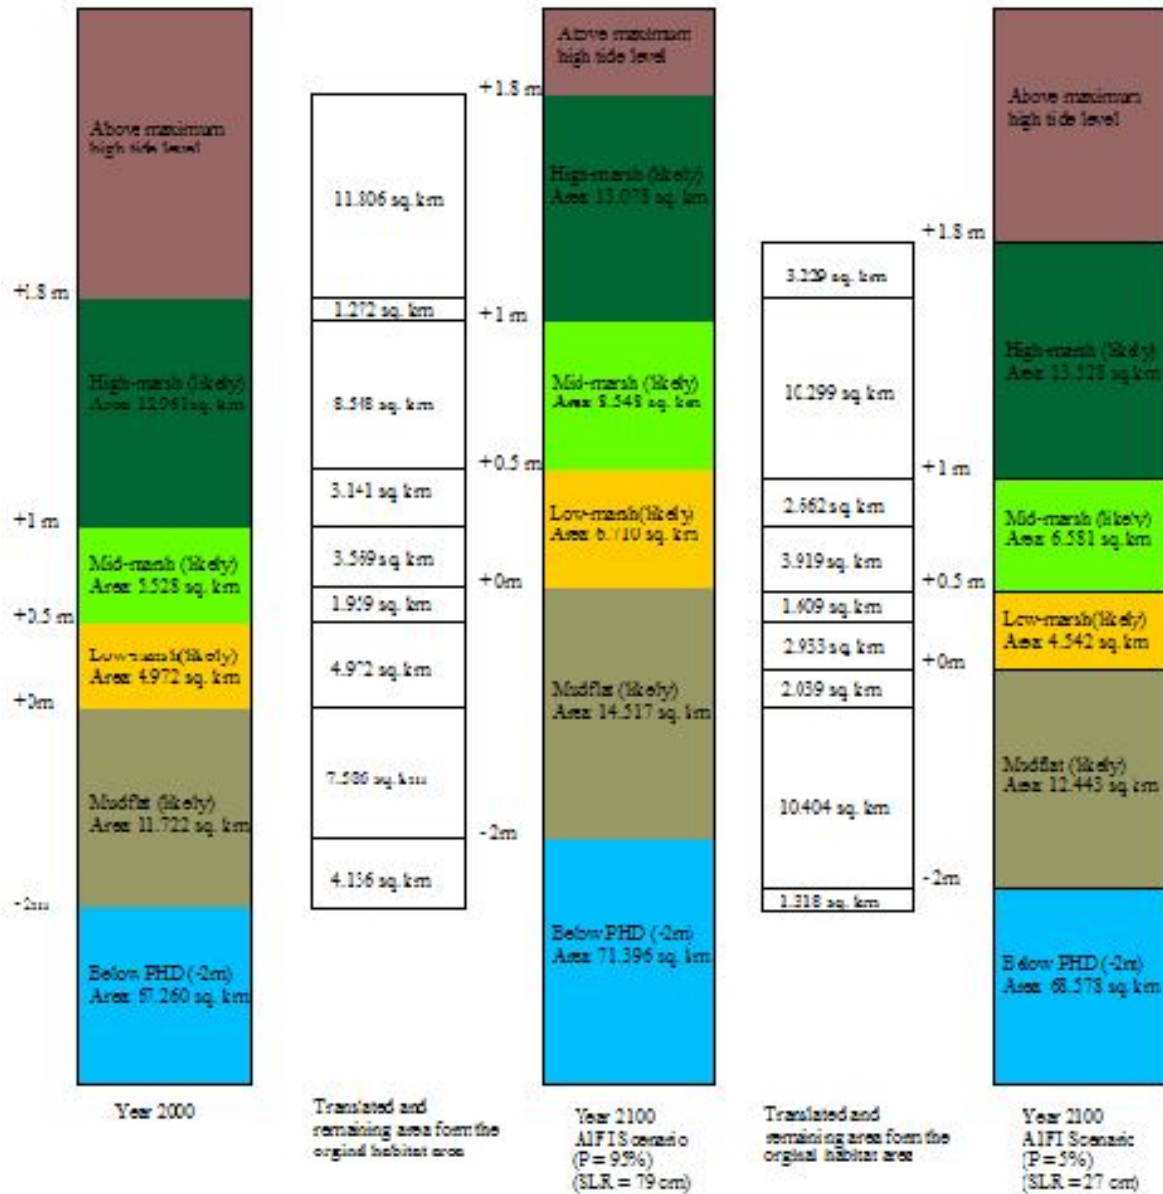 Above maximum
high tide level
+1.8 m
High-marsh (likely)
Area: 12.961sq. km
+1 m
Mid-marsh (likely)
Area: 5.528 sq. km
+0.5 m
Low-marsh(likely)
Area: 4.972 sq. km
+0m
Mudflat (likely)
Area: 11.722 sq. km
-2m
Below PHD (-2m)
Area: 67.260 sq. km
Year 2000
11.806 sq. km
1.272 sq. km
8.548 sq. km
3.141 sq. km
3.569 sq. km
1.959 sq. km
4.972 sq. km
7.586 sq. km
4.136 sq. km
Translated and
remaining area form the
orginal habitat area
Above maximum
high tide level
+1.8 m
High-marsh (likely)
Area: 13.078 sq. km
+1 m
Mid-marsh (likely)
Area: 8.548 sq. km
+0.5 m
Low-marsh(likely)
Area: 6.710 sq. km
+0m
Mudflat (likely)
Area: 14.517 sq. km
-2m
Below PHD (-2m)
Area: 71.396 sq. km
Year 2100
A1FI Scenario
(P = 95%)
(SLR = 79 cm)
3.229 sq. km
10.299 sq. km
2.662 sq. km
3.919 sq. km
1.609 sq. km
2.933 sq. km
2.039 sq. km
10.404 sq. km
1.318 sq. km
Translated and
remaining area form the
orginal habitat area
Above maximum
high tide level
+1.8 m
High-marsh (likely)
Area: 13.528 sq.km
+1 m
Mid-marsh (likely)
Area: 6.581 sq. km
+0.5 m
Low-marsh(likely)
Area: 4.542 sq. km
+0m
Mudflat (likely)
Area: 12.443 sq. km
-2m
Below PHD (-2m)
Area: 68.578 sq. km
Year 2100
A1FI Scenario
(P = 5%)
(SLR = 27 cm)